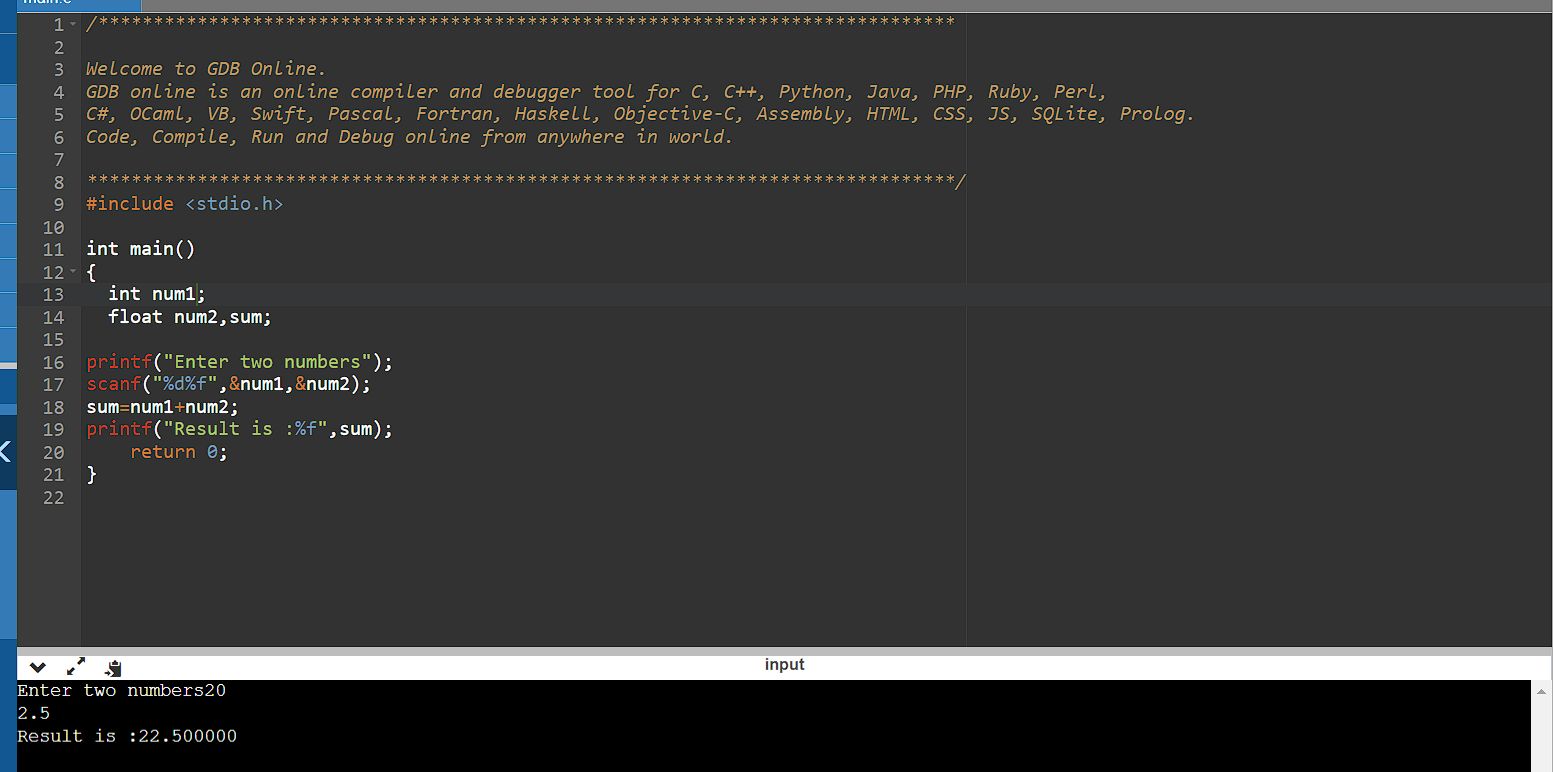 main.c
1 /******************************************************************************
2
3 Welcome to GDB Online.
4 GDB online is an online compiler and debugger tool for C, C++, Python, Java, PHP, Ruby, Perl,
5 C#, OCaml, VB, Swift, Pascal, Fortran, Haskell, Objective-C, Assembly, HTML, CSS, JS, SQLite, Prolog.
6 Code, Compile, Run and Debug online from anywhere in world.
7
8 *******************************************************************************/
9 #include <stdio.h>
10
11 int main()
12 {
13   int num1;
14   float num2,sum;
15
16 printf("Enter two numbers");
17 scanf("%d%f",&num1,&num2);
18 sum=num1+num2;
19 printf("Result is :%f",sum);
20     return 0;
21 }
22
input
Enter two numbers20
2.5
Result is :22.500000